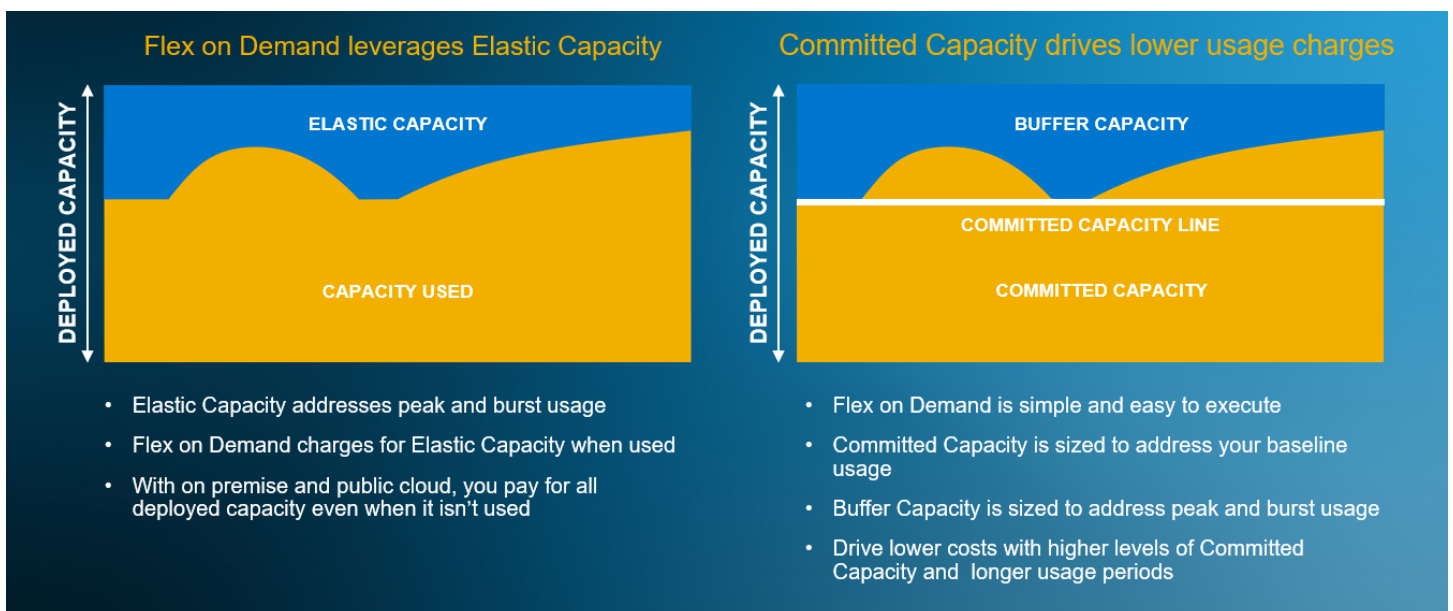 Flex on Demand leverages Elastic Capacity
DEPLOYED CAPACITY
ELASTIC CAPACITY
CAPACITY USED
• Elastic Capacity addresses peak and burst usage
• Flex on Demand charges for Elastic Capacity when used
• With on premise and public cloud, you pay for all
deployed capacity even when it isn’t used
Committed Capacity drives lower usage charges
DEPLOYED CAPACITY
BUFFER CAPACITY
COMMITTED CAPACITY LINE
COMMITTED CAPACITY
• Flex on Demand is simple and easy to execute
• Committed Capacity is sized to address your baseline
usage
• Buffer Capacity is sized to address peak and burst usage
• Drive lower costs with higher levels of Committed
Capacity and  longer usage periods